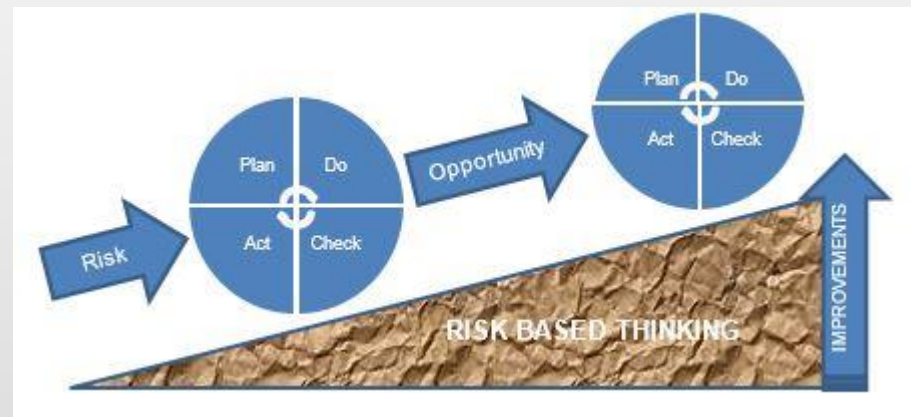 Risk
Plan
Do
Act
Check
Opportunity
Plan
Do
Act
Check
RISK BASED THINKING
IMPROVEMENTS